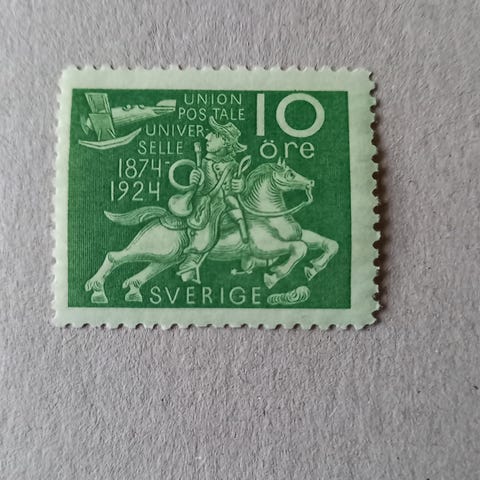 UNION
POSTALE
UNIVER-
SELLE
1874-
1924
10
öre
SVERIGE